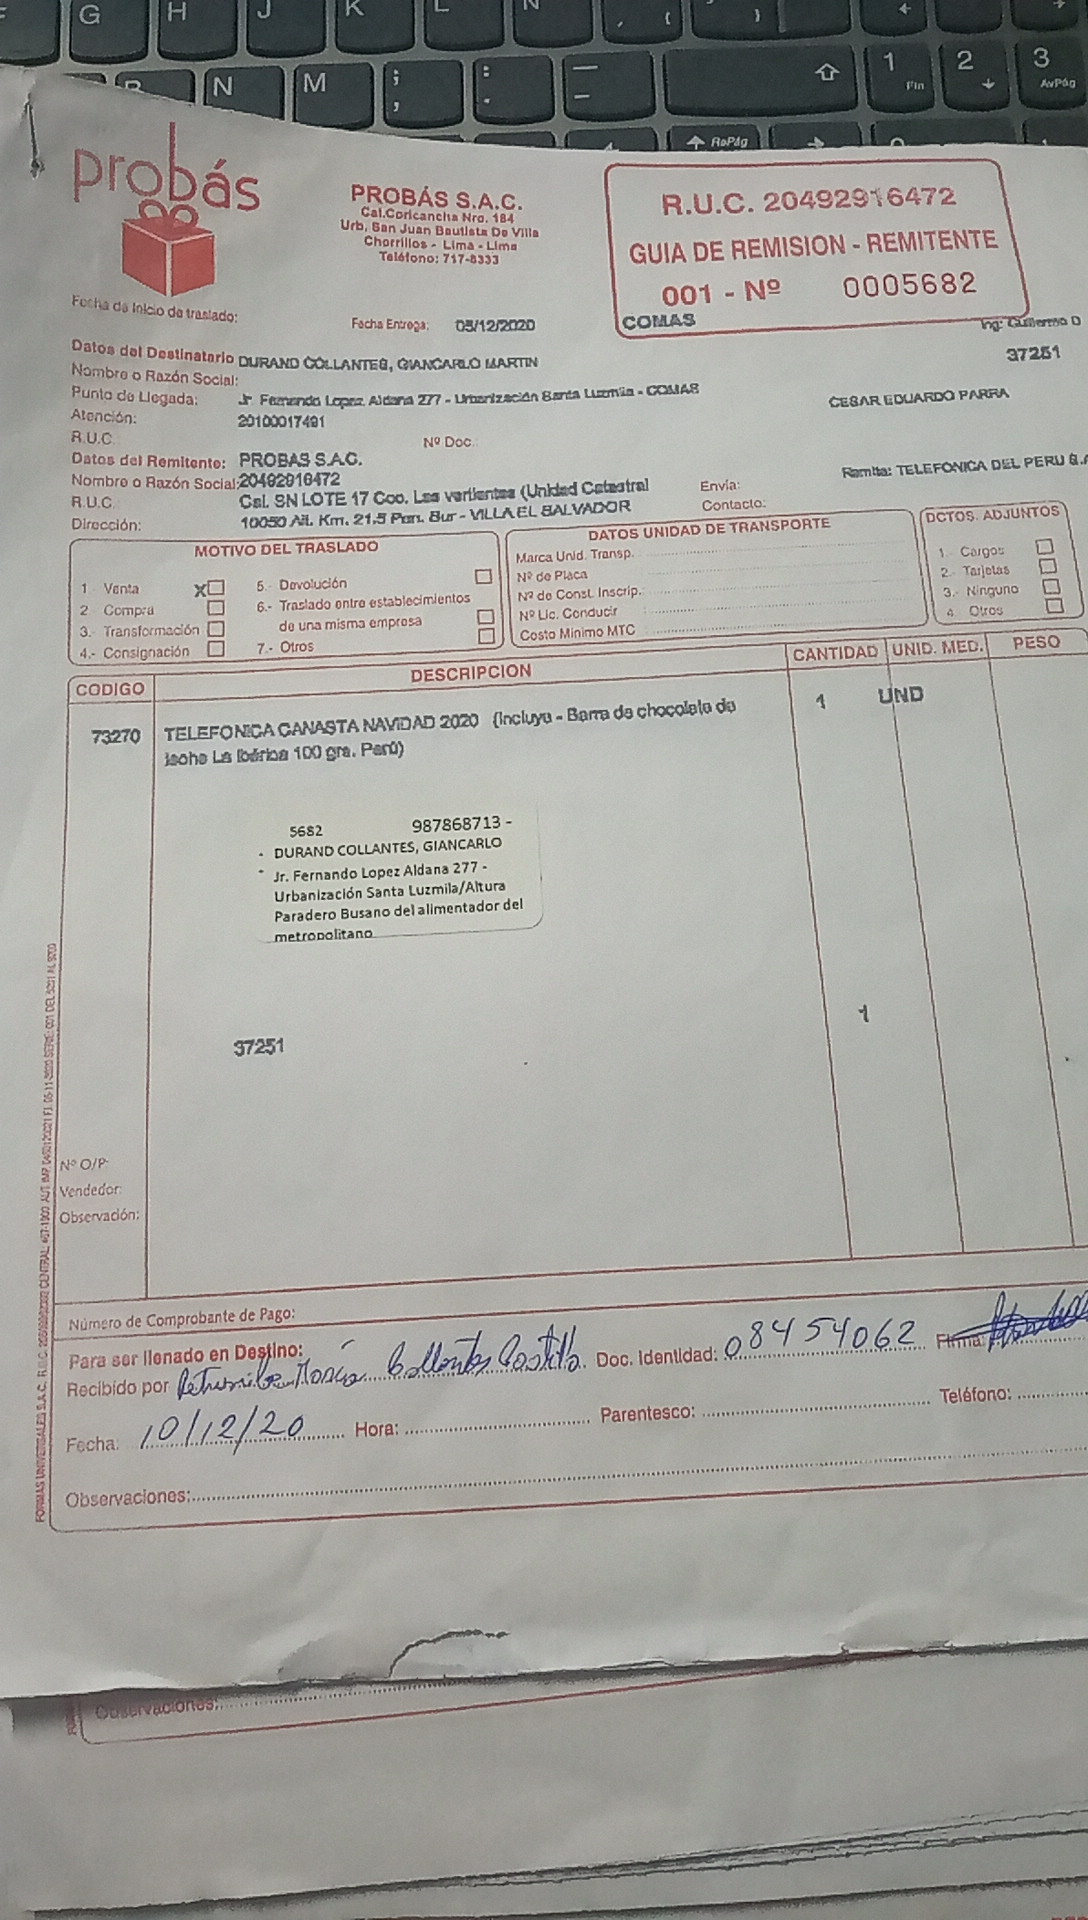 G H J K L N
B N M ; , : . _ - 1 Fin 2 3 AvPág
RePág
probás
PROBÁS S.A.C.
Cal.Coricancha Nro. 184
Urb, San Juan Bautista De Villa
Chorrillos - Lima - Lima
Teléfono: 717-8333
R.U.C. 20492916472
GUIA DE REMISION - REMITENTE
001 - Nº 0005682
Fecha de Inicio de traslado:
Fecha Entrega: 05/12/2020
COMAS
Ing: Guillermo D
37251
Datos del Destinatario DURAND COLLANTES, GIANCARLO MARTIN
Nombre o Razón Social:
Punto de Llegada: Jr. Fernando Lopez Aldana 277 - Urbanización Santa Luzmila - COMAS
CESAR EDUARDO PARRA
Atención: 20100017491
R.U.C. Nº Doc.
Datos del Remitente: PROBAS S.A.C.
Remite: TELEFONICA DEL PERU S.A
Nombre o Razón Social: 20492916472
R.U.C. Cal. SN LOTE 17 Coo. Las vertientes (Unidad Catastral Envia:
Dirección: 10050 Alt. Km. 21.5 Pan. Sur - VILLA EL SALVADOR Contacto:
MOTIVO DEL TRASLADO
1 Venta X
2 Compra
3.- Transformación
4.- Consignación
5.- Devolución
6.- Traslado entre establecimientos
de una misma empresa
7.- Otros
DATOS UNIDAD DE TRANSPORTE
Marca Unid. Transp.
Nº de Placa
Nº de Const. Inscrip.
Nº Lic. Conducir
Costo Minimo MTC
DCTOS. ADJUNTOS
1. Cargos
2. Tarjetas
3. Ninguno
4. Otros
CODIGO DESCRIPCION CANTIDAD UNID. MED. PESO
73270 TELEFONICA CANASTA NAVIDAD 2020 (Incluye - Barra de chocolate de 1 UND
leche La Ibérica 100 grs. Perú)
5682 987868713 -
- DURAND COLLANTES, GIANCARLO
Jr. Fernando Lopez Aldana 277 -
Urbanización Santa Luzmila/Altura
Paradero Busano del alimentador del
metropolitano
1
37251
Nº O/P:
Vendedor:
Observación:
Número de Comprobante de Pago:
Para ser llenado en Destino:
Recibido por María Collantes Castillo Doc. Identidad: 08454062 Firma:
Fecha: 10/12/20 Hora: Parentesco: Teléfono:
Observaciones:
Observaciones: